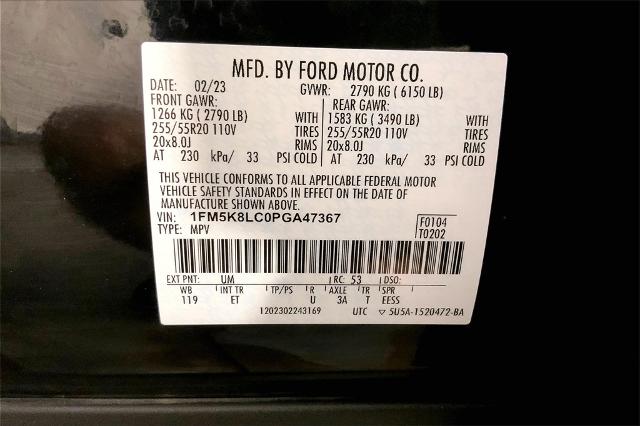 MFD. BY FORD MOTOR CO.
DATE: 02/23 GVWR: 2790 KG ( 6150 LB)
FRONT GAWR: REAR GAWR:
1266 KG ( 2790 LB) WITH 1583 KG ( 3490 LB) WITH
255/55R20 110V TIRES 255/55R20 110V TIRES
20x8.0J RIMS 20x8.0J RIMS
AT 230 kPa/ 33 PSI COLD AT 230 kPa/ 33 PSI COLD
THIS VEHICLE CONFORMS TO ALL APPLICABLE FEDERAL MOTOR
VEHICLE SAFETY STANDARDS IN EFFECT ON THE DATE OF
MANUFACTURE SHOWN ABOVE.
VIN: 1FM5K8LC0PGA47367 F0104
TYPE: MPV T0202
EXT PNT: UM RC: 53 DSO:
WB INT TR TP/PS R AXLE TR SPR
119 ET U 3A T EESS
1202302243169 UTC ▽ 5U5A-1520472-BA